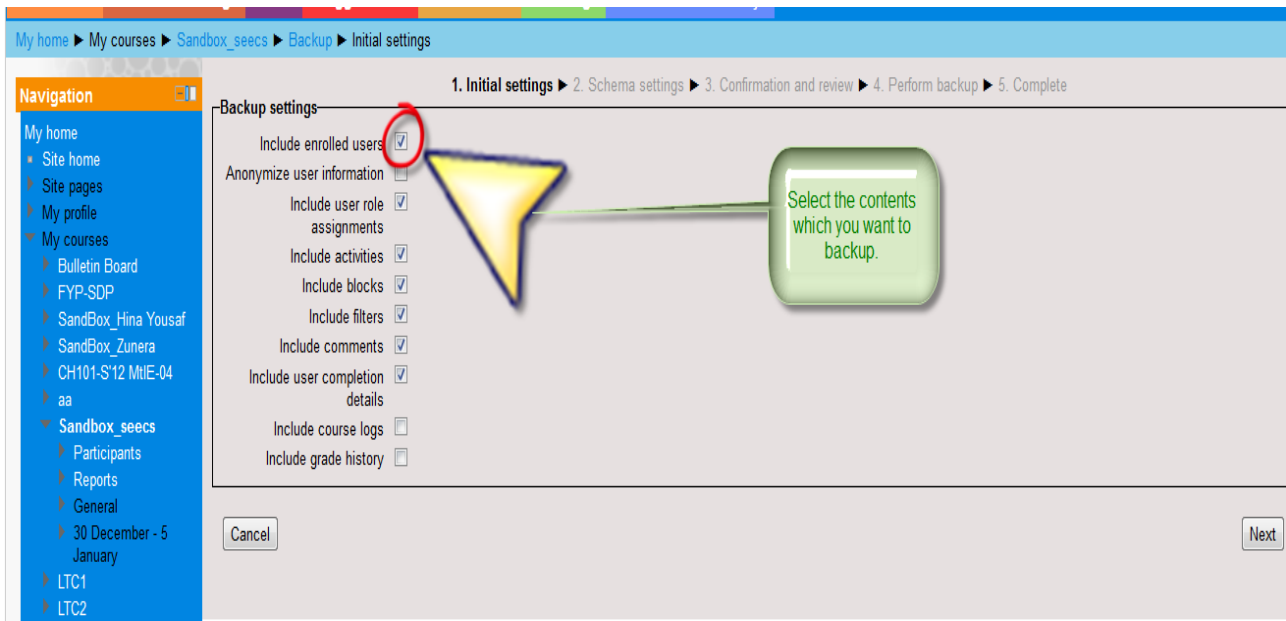 My home ► My courses ► Sandbox_seecs ► Backup ► Initial settings
Navigation
My home
Site home
Site pages
My profile
My courses
Bulletin Board
FYP-SDP
SandBox_Hina Yousaf
SandBox_Zunera
CH101-S'12 MtlE-04
aa
Sandbox_seecs
Participants
Reports
General
30 December - 5
January
LTC1
LTC2
1. Initial settings ► 2. Schema settings ► 3. Confirmation and review ► 4. Perform backup ► 5. Complete
Backup settings
Include enrolled users
Anonymize user information
Include user role
assignments
Include activities
Include blocks
Include filters
Include comments
Include user completion
details
Include course logs
Include grade history
Select the contents
which you want to
backup.
Cancel
Next